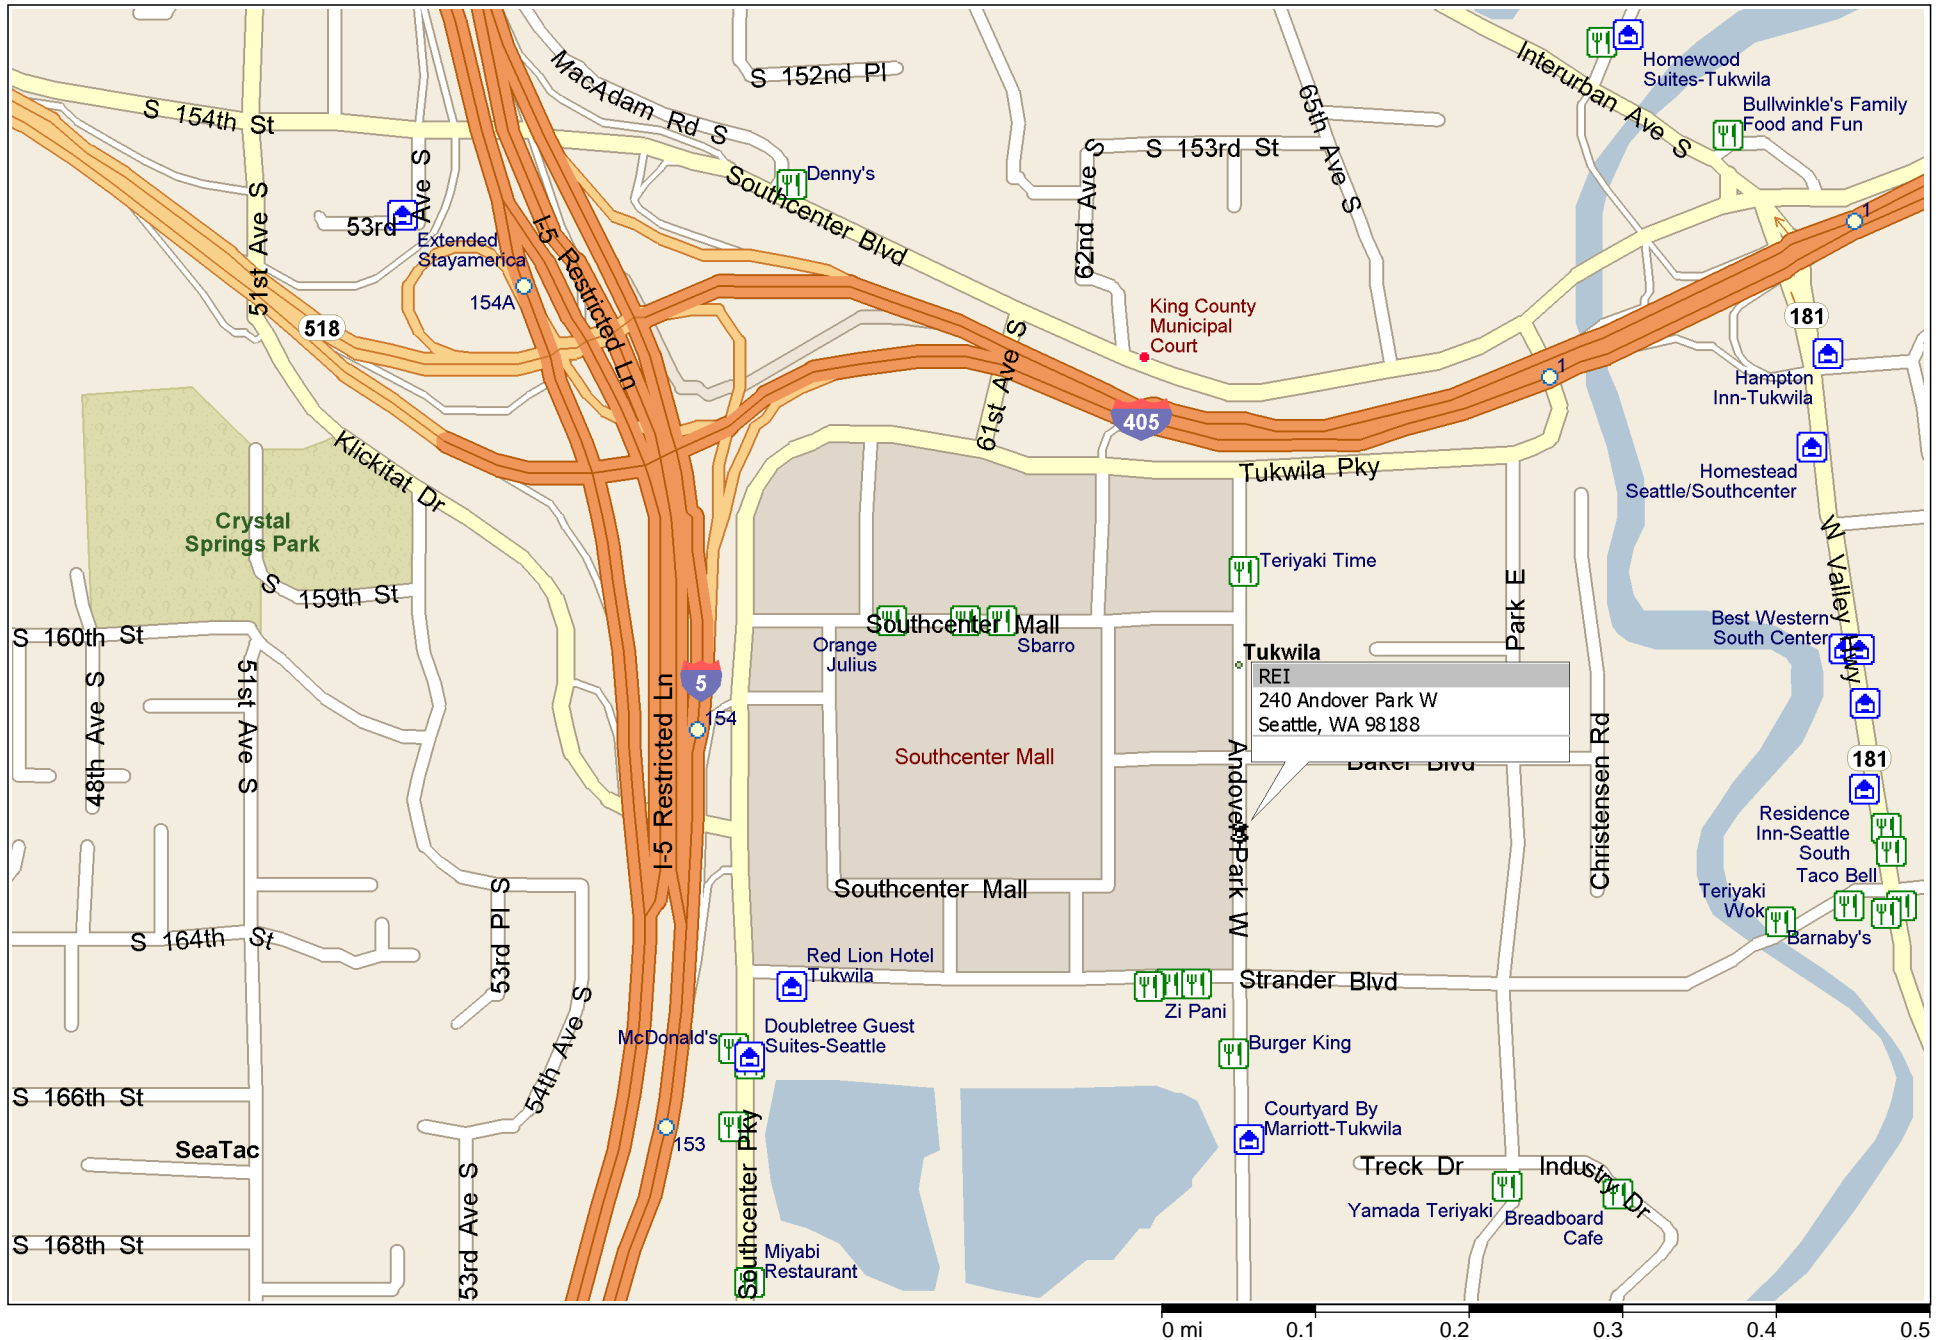 S 154th St
MacAdam Rd S
S 152nd Pl
Interurban Ave S
Homewood
Suites-Tukwila
Bullwinkle's Family
Food and Fun
65th Ave S
S 153rd St
62nd Ave S
Denny's
Southcenter Blvd
53rd Ave S
Extended
Stayamerica
51st Ave S
I-5 Restricted Ln
154A
518
1
181
King County
Municipal
Court
61st Ave S
1
Hampton
Inn-Tukwila
405
Klickitat Dr
Tukwila Pky
Homestead
Seattle/Southcenter
Crystal
Springs Park
W Valley Hwy
Teriyaki Time
Park E
S 159th St
S 160th St
Southcenter Mall
Orange
Julius
Sbarro
Best Western
South Center
Tukwila
REI
240 Andover Park W
Seattle, WA 98188
5
154
48th Ave S
51st Ave S
I-5 Restricted Ln
Southcenter Mall
Andover Park W
Baker Blvd
Christensen Rd
181
Residence
Inn-Seattle
South
Taco Bell
Teriyaki
Wok
Barnaby's
Southcenter Mall
S 164th St
53rd Pl S
Red Lion Hotel
Tukwila
Strander Blvd
Zi Pani
McDonald's
Doubletree Guest
Suites-Seattle
Burger King
54th Ave S
S 166th St
SeaTac
153
Southcenter Pky
Courtyard By
Marriott-Tukwila
Treck Dr
Industry Dr
Yamada Teriyaki
Breadboard
Cafe
53rd Ave S
S 168th St
Miyabi
Restaurant
0 mi 0.1 0.2 0.3 0.4 0.5